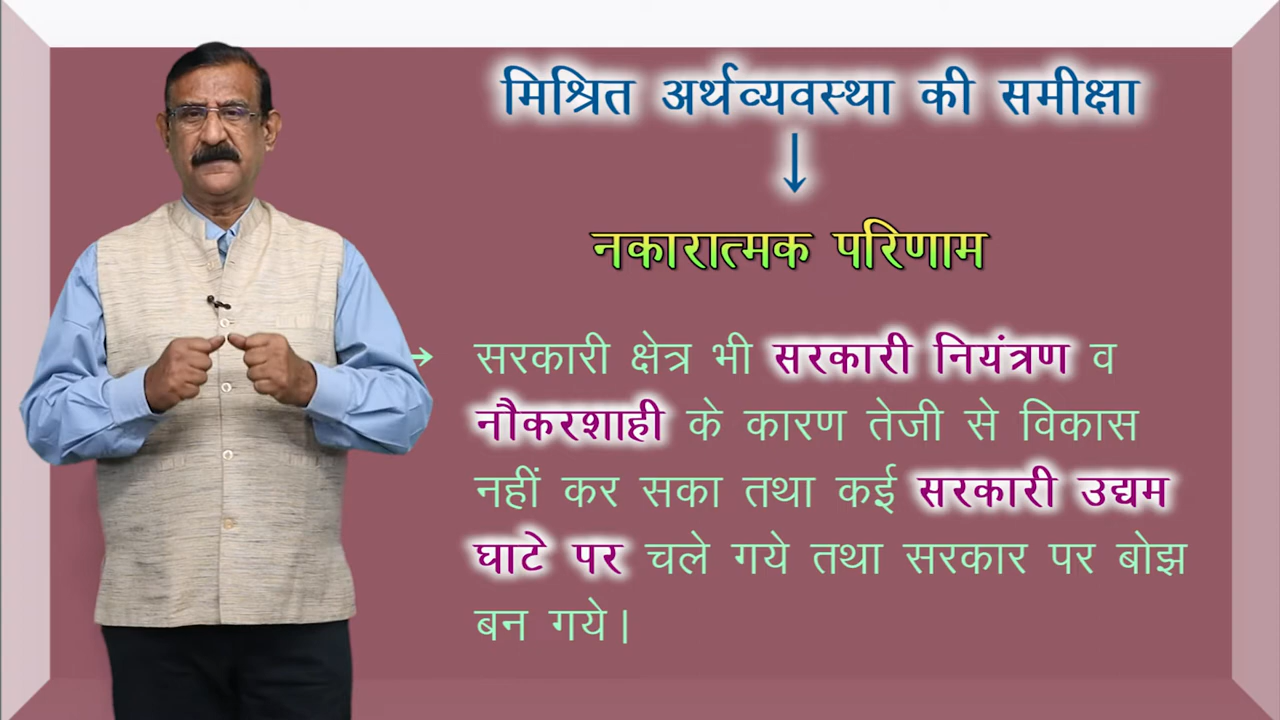 मिश्रित अर्थव्यवस्था की समीक्षा
↓
नकारात्मक परिणाम
→ सरकारी क्षेत्र भी सरकारी नियंत्रण व
नौकरशाही के कारण तेजी से विकास
नहीं कर सका तथा कई सरकारी उद्यम
घाटे पर चले गये तथा सरकार पर बोझ
बन गये।